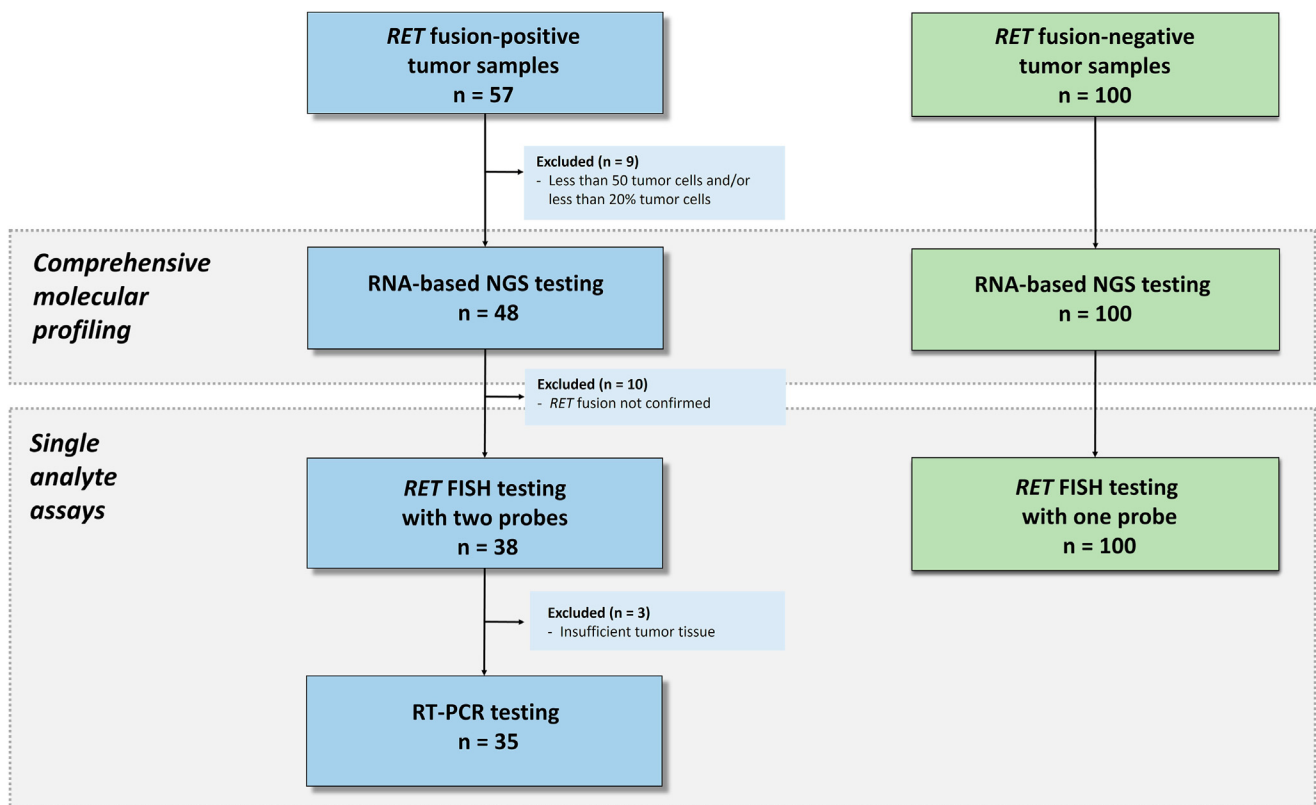 RET fusion-positive
tumor samples
n = 57
RET fusion-negative
tumor samples
n = 100
Excluded (n = 9)
- Less than 50 tumor cells and/or
less than 20% tumor cells
Comprehensive
molecular
profiling
RNA-based NGS testing
n = 48
RNA-based NGS testing
n = 100
Excluded (n = 10)
- RET fusion not confirmed
Single
analyte
assays
RET FISH testing
with two probes
n = 38
RET FISH testing
with one probe
n = 100
Excluded (n = 3)
- Insufficient tumor tissue
RT-PCR testing
n = 35